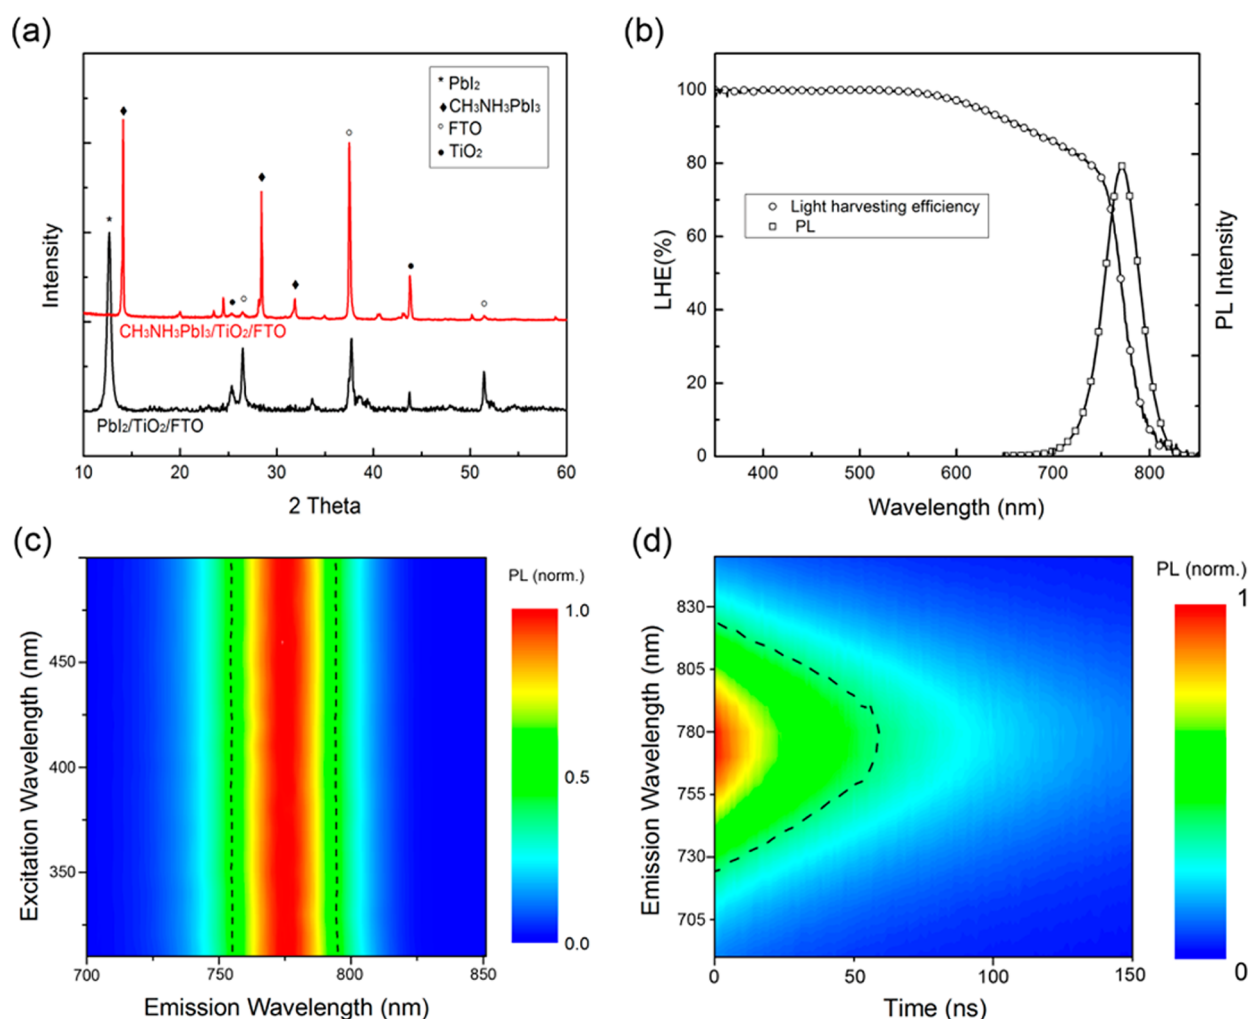 (a)
* PbI2
♦ CH3NH3PbI3
○ FTO
● TiO2
Intensity
CH3NH3PbI3/TiO2/FTO
PbI2/TiO2/FTO
10 20 30 40 50 60
2 Theta
(b)
100
80
60
40
20
0
LHE(%)
Light harvesting efficiency
PL
PL Intensity
400 500 600 700 800
Wavelength (nm)
(c)
450
400
350
Excitation Wavelength (nm)
700 750 800 850
Emission Wavelength (nm)
PL (norm.)
1.0
0.5
0.0
(d)
830
805
780
755
730
705
Emission Wavelength (nm)
0 50 100 150
Time (ns)
PL (norm.)
1
0